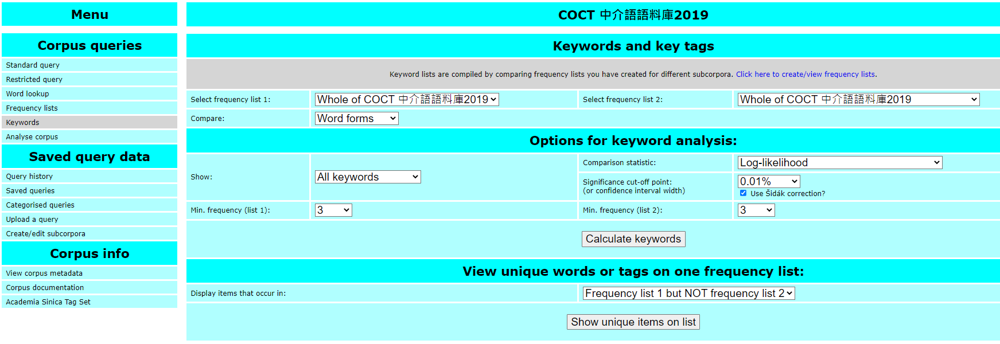 Menu
Corpus queries
Standard query
Restricted query
Word lookup
Frequency lists
Keywords
Analyse corpus
Saved query data
Query history
Saved queries
Categorised queries
Upload a query
Create/edit subcorpora
Corpus info
View corpus metadata
Corpus documentation
Academia Sinica Tag Set
COCT 中介語語料庫2019
Keywords and key tags
Keyword lists are compiled by comparing frequency lists you have created for different subcorpora. Click here to create/view frequency lists.
Select frequency list 1: Whole of COCT 中介語語料庫2019 Select frequency list 2: Whole of COCT 中介語語料庫2019
Compare: Word forms
Options for keyword analysis:
Show: All keywords
Comparison statistic: Log-likelihood
Significance cut-off point: 0.01%
(or confidence interval width) Use Šidák correction?
Min. frequency (list 1): 3 Min. frequency (list 2): 3
Calculate keywords
View unique words or tags on one frequency list:
Display items that occur in: Frequency list 1 but NOT frequency list 2
Show unique items on list